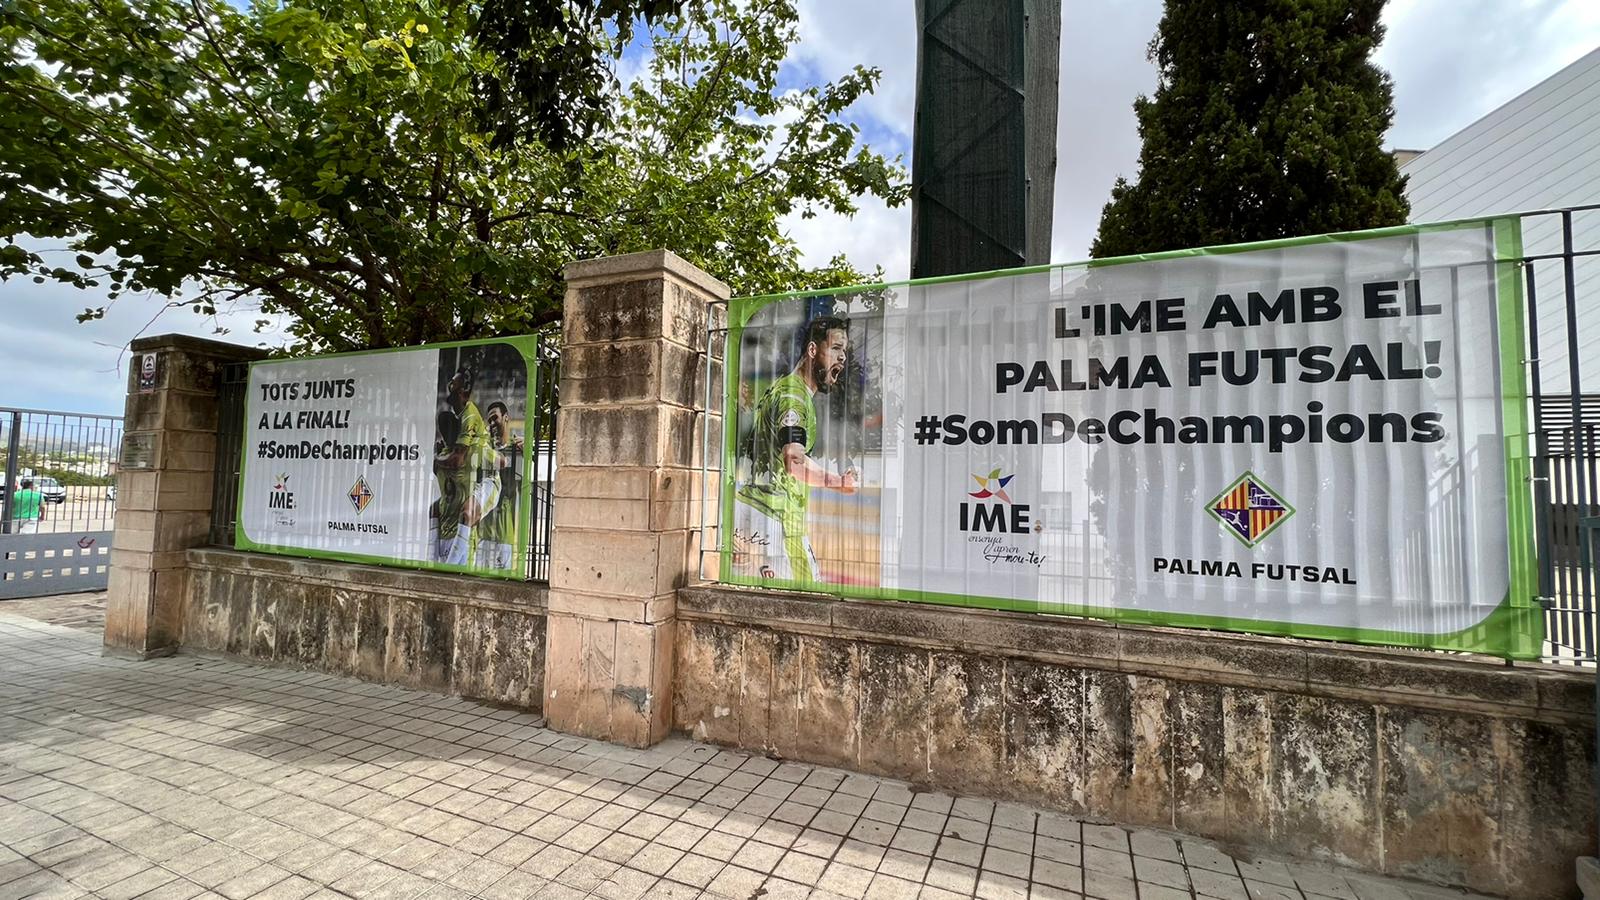 TOTS JUNTS
A LA FINAL!
#SomDeChampions
IME
PALMA FUTSAL
L'IME AMB EL
PALMA FUTSAL!
#SomDeChampions
IME
ensenya
aprèn
mou-te!
PALMA FUTSAL